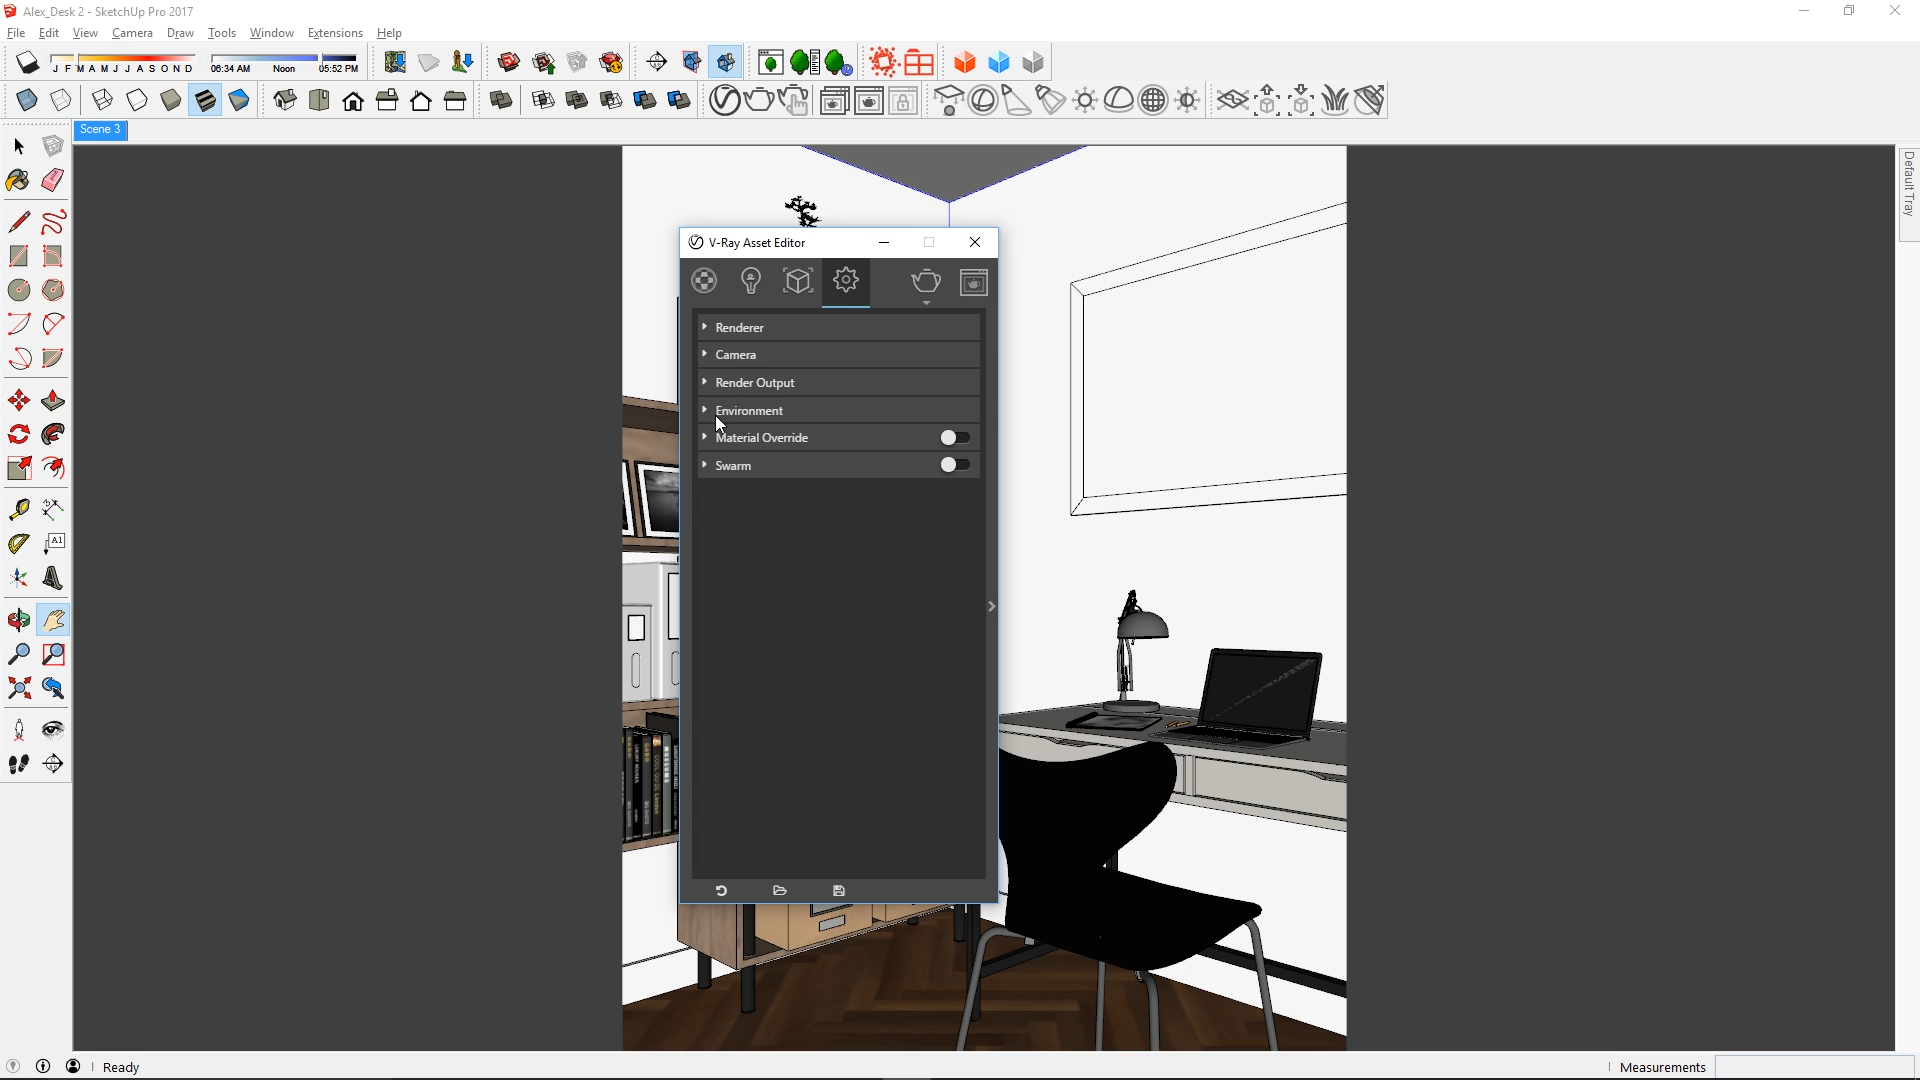 Alex_Desk 2 - SketchUp Pro 2017
File Edit View Camera Draw Tools Window Extensions Help
J F M A M J J A S O N D
06:34 AM Noon 05:52 PM
Scene 3
Default Tray
V-Ray Asset Editor
Renderer
Camera
Render Output
Environment
Material Override
Swarm
A1
Ready
Measurements